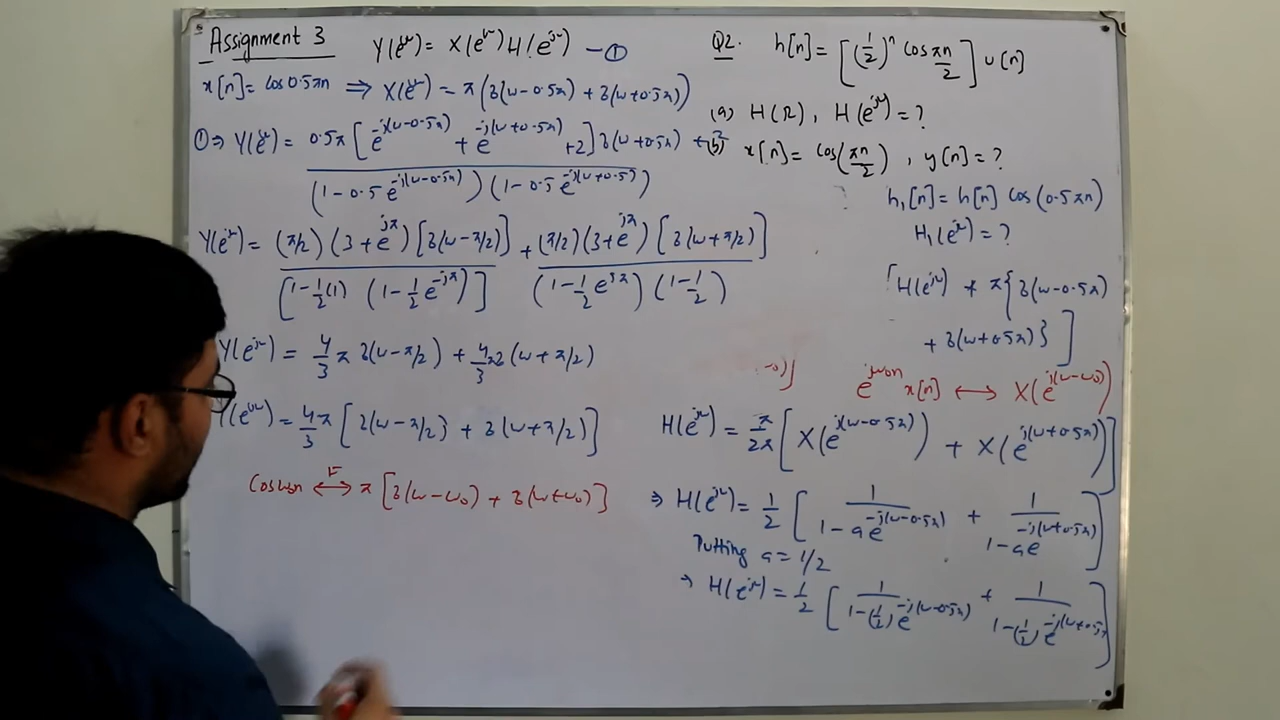 Assignment 3
Y(e^jω) = X(e^jω) H(e^jω) —①
x[n] = cos 0.5πn ⇒ X(e^jω) = π(δ(ω-0.5π) + δ(ω+0.5π))
①⇒ Y(e^jω) = 0.5π [e^-j(ω-0.5π) + e^-j(ω+0.5π) + 2] δ(ω+0.5π) +
(1-0.5e^-j(ω-0.5π)) (1-0.5e^-j(ω+0.5π))
Y(e^jω) = (π/2)(3+e^jπ)[δ(ω-π/2)] + (π/2)(3+e^jπ)[δ(ω+π/2)]
[1-1/2(1) (1-1/2 e^-jπ)] (1-1/2 e^jπ)(1-1/2)
Y(e^jω) = 4/3 π δ(ω-π/2) + 4/3 πδ(ω+π/2)
Y(e^jω) = 4/3 π [δ(ω-π/2) + δ(ω+π/2)]
cosω₀n ⟷F π[δ(ω-ω₀) + δ(ω+ω₀)]
Q2. h[n] = [(1/2)^n cos πn/2] u[n]
(a) H(Ω), H(e^jω) = ?
(b) x[n] = cos(πn/2), y[n] = ?
h₁[n] = h[n] cos(0.5πn)
H₁(e^jω) = ?
[H(e^jω) * π{δ(ω-0.5π)
+ δ(ω+0.5π)}]
e^jω₀n x[n] ⟷ X(e^j(ω-ω₀))
H(e^jω) = π/2π [X(e^j(ω-0.5π)) + X(e^j(ω+0.5π))]
⇒ H(e^jω) = 1/2 [1/(1-ae^-j(ω-0.5π)) + 1/(1-ae^-j(ω+0.5π))]
Putting a = 1/2
⇒ H(e^jω) = 1/2 [1/(1-(1/2)e^-j(ω-0.5π)) + 1/(1-(1/2)e^-j(ω+0.5π))]